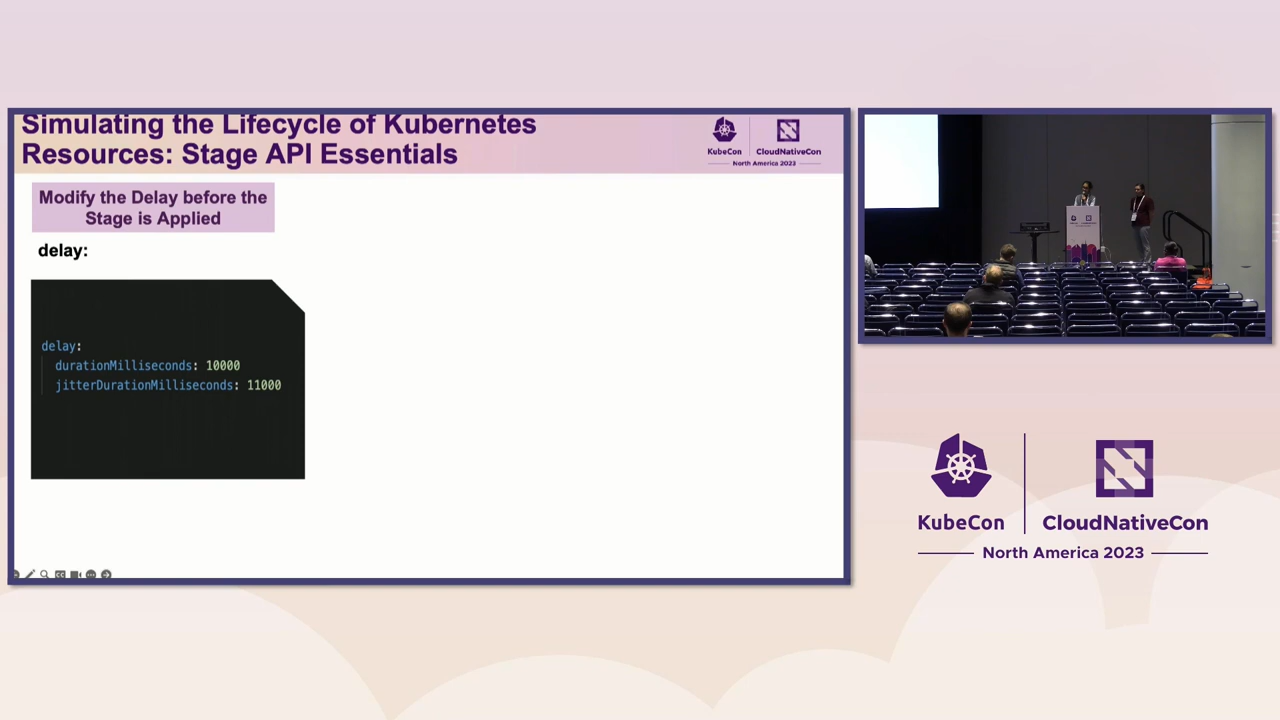 Simulating the Lifecycle of Kubernetes
Resources: Stage API Essentials
KubeCon
CloudNativeCon
North America 2023
Modify the Delay before the
Stage is Applied
delay:
delay:
durationMilliseconds: 10000
jitterDurationMilliseconds: 11000
KubeCon
CloudNativeCon
North America 2023